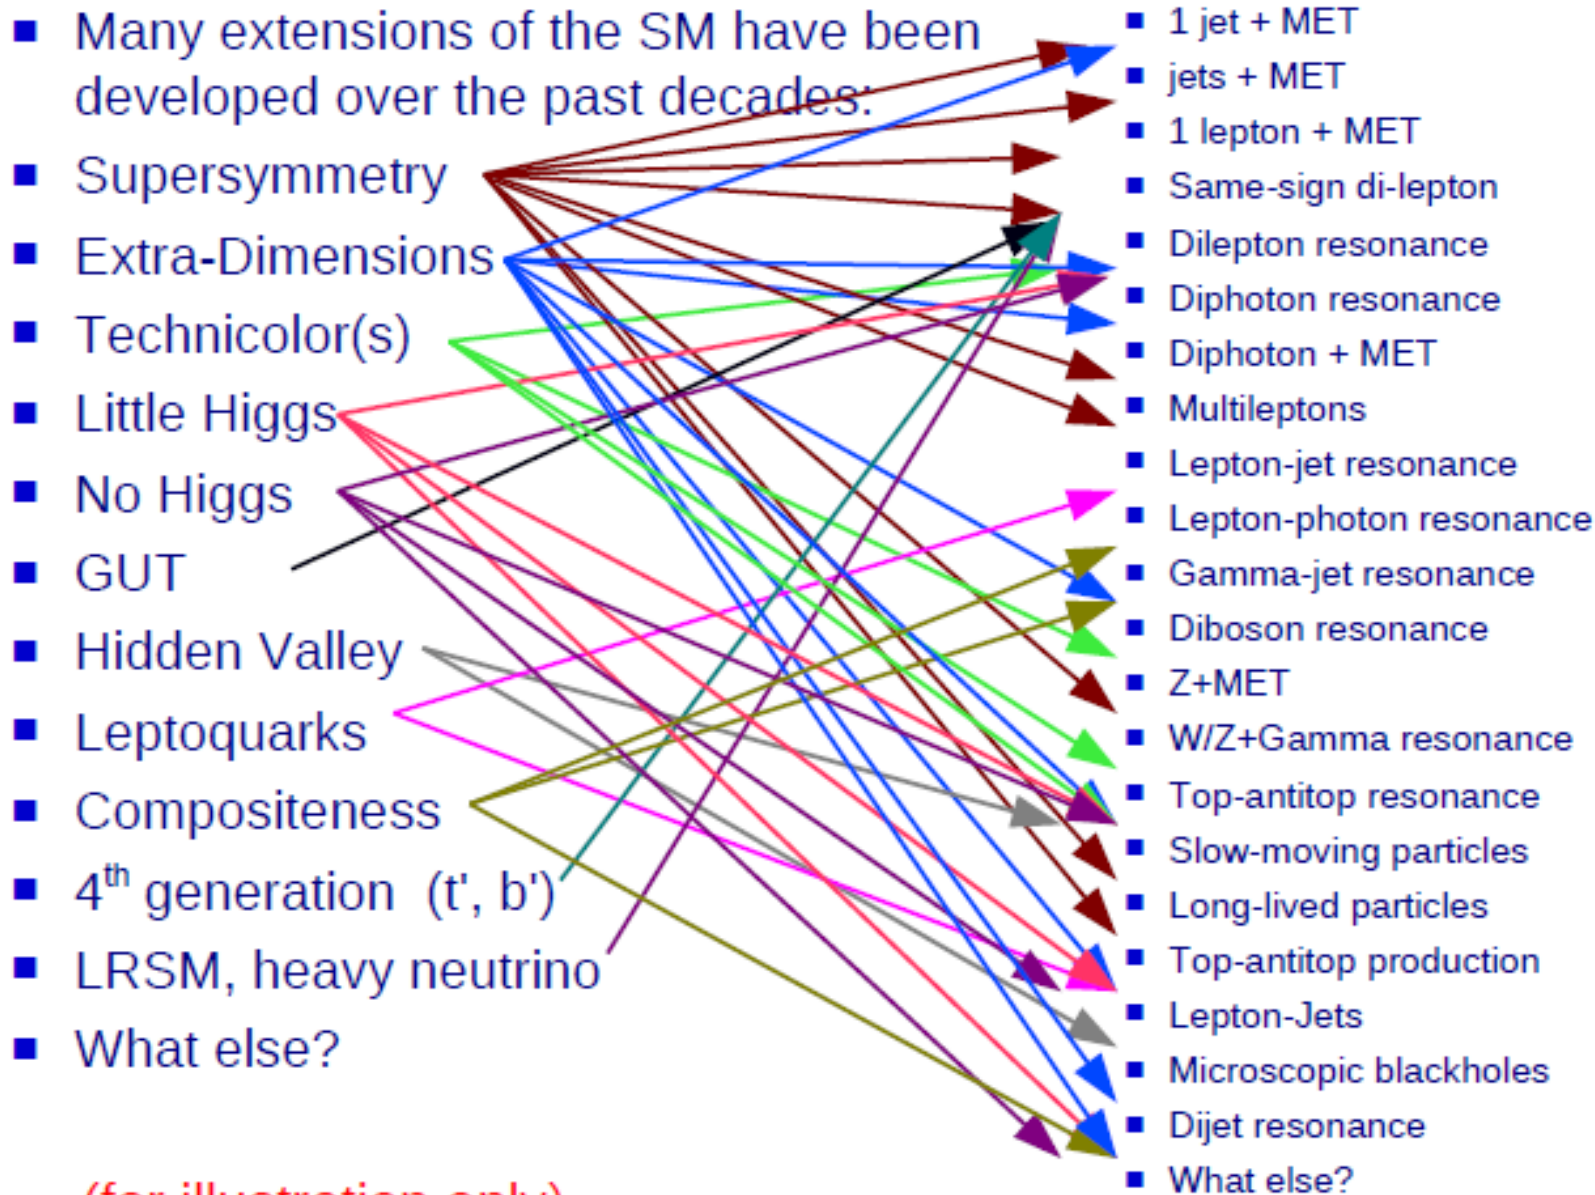 Many extensions of the SM have been
developed over the past decades:
Supersymmetry
Extra-Dimensions
Technicolor(s)
Little Higgs
No Higgs
GUT
Hidden Valley
Leptoquarks
Compositeness
4th generation (t', b')
LRSM, heavy neutrino
What else?
(for illustration only)
1 jet + MET
jets + MET
1 lepton + MET
Same-sign di-lepton
Dilepton resonance
Diphoton resonance
Diphoton + MET
Multileptons
Lepton-jet resonance
Lepton-photon resonance
Gamma-jet resonance
Diboson resonance
Z+MET
W/Z+Gamma resonance
Top-antitop resonance
Slow-moving particles
Long-lived particles
Top-antitop production
Lepton-Jets
Microscopic blackholes
Dijet resonance
What else?